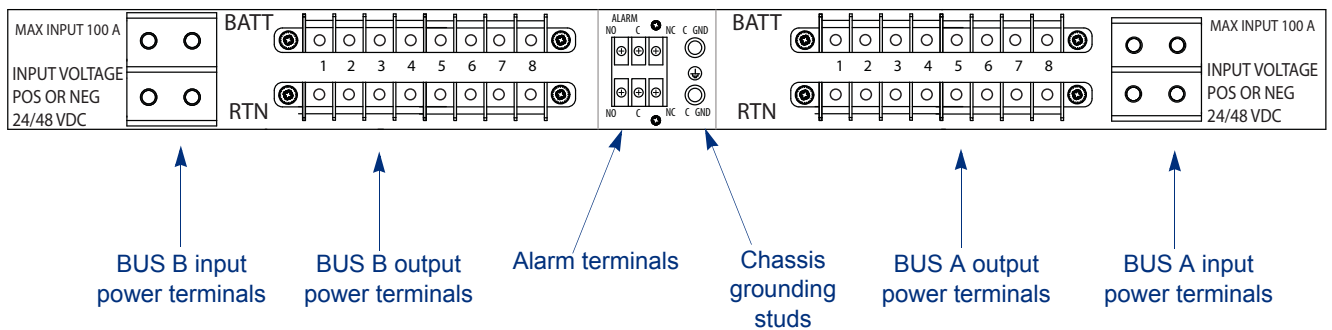 MAX INPUT 100 A
INPUT VOLTAGE
POS OR NEG
24/48 VDC
BATT
1 2 3 4 5 6 7 8
RTN
ALARM
NO C NC C GND
NO C NC C GND
BATT
1 2 3 4 5 6 7 8
RTN
MAX INPUT 100 A
INPUT VOLTAGE
POS OR NEG
24/48 VDC
BUS B input
power terminals
BUS B output
power terminals
Alarm terminals
Chassis
grounding
studs
BUS A output
power terminals
BUS A input
power terminals